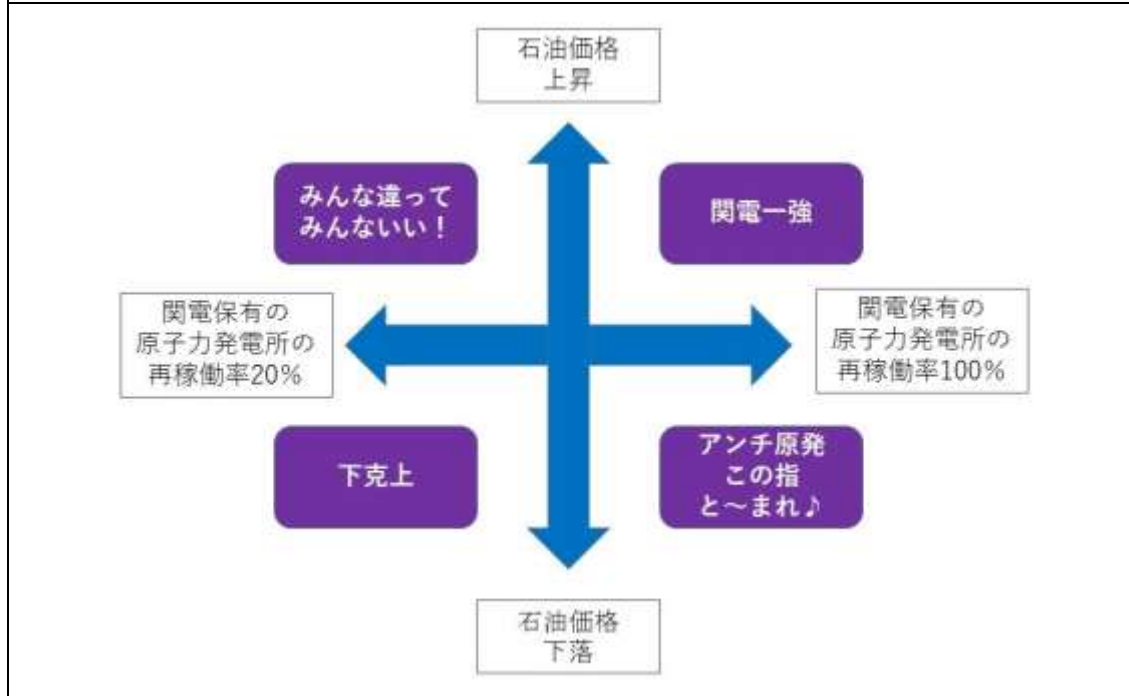 石油価格
上昇
みんな違って
みんないい！
関電一強
関電保有の
原子力発電所の
再稼働率20％
関電保有の
原子力発電所の
再稼働率100％
下克上
アンチ原発
この指
と～まれ♪
石油価格
下落